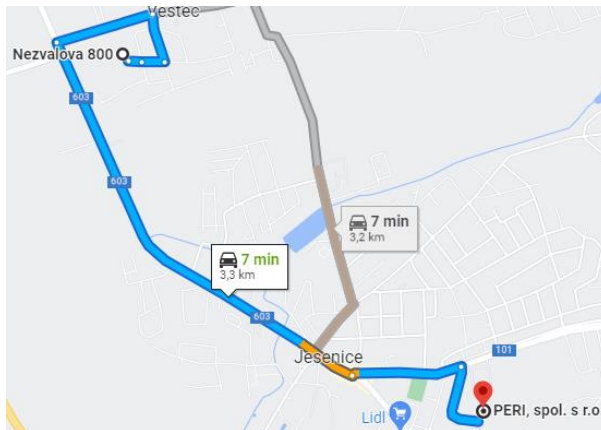 Vestec
Nezvalova 800
603
603
7 min
3,2 km
7 min
3,3 km
603
Jesenice
101
Lidl
PERI, spol. s r.o